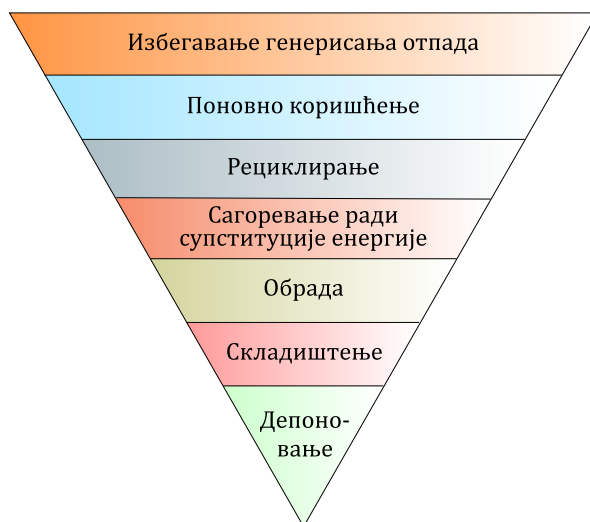 Избегавање генерисања отпада
Поновно коришћење
Рециклирање
Сагоревање ради
супституције енергије
Обрада
Складиштење
Депоно-
вање